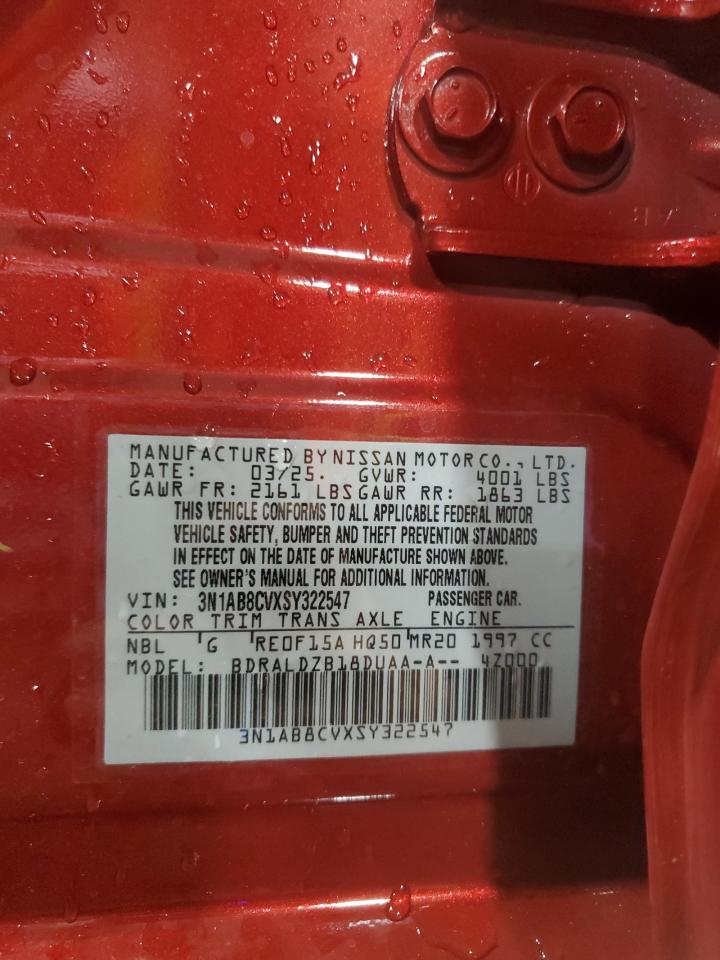 MANUFACTURED BY NISSAN MOTOR CO., LTD.
DATE: 03/25. GVWR: 4001 LBS
GAWR FR: 2161 LBS GAWR RR: 1863 LBS
THIS VEHICLE CONFORMS TO ALL APPLICABLE FEDERAL MOTOR
VEHICLE SAFETY, BUMPER AND THEFT PREVENTION STANDARDS
IN EFFECT ON THE DATE OF MANUFACTURE SHOWN ABOVE.
SEE OWNER'S MANUAL FOR ADDITIONAL INFORMATION.
VIN: 3N1AB8CVXSY322547 PASSENGER CAR.
COLOR TRIM TRANS AXLE ENGINE
NBL G RE0F15A HQ50 MR20 1997 CC
MODEL: BDRALDZB18DUAA-A-- 4Z000
3N1AB8CVXSY322547